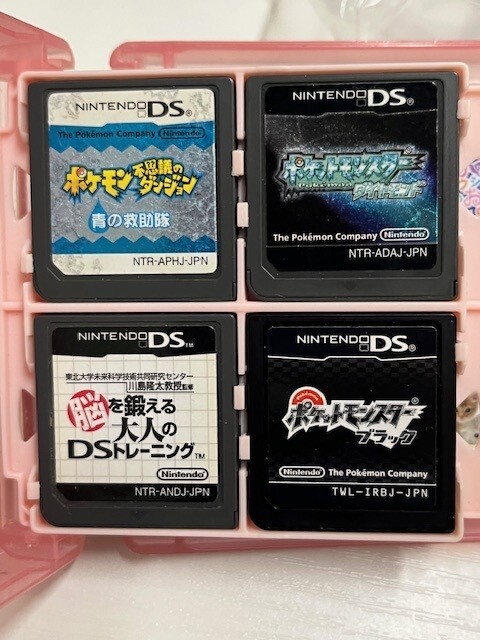 NINTENDO DS®
The Pokémon Company Nintendo
ポケモン不思議のダンジョン
青の救助隊
NTR-APHJ-JPN
NINTENDO DS®
ポケットモンスター
Pokémon
ダイヤモンド
The Pokémon Company Nintendo
NTR-ADAJ-JPN
NINTENDO DS™
東北大学未来科学技術共同研究センター
川島隆太教授監修
脳を鍛える
大人の
DSトレーニング™
Nintendo
NTR-ANDJ-JPN
NINTENDO DS®
ポケットモンスター®
ブラック
Nintendo The Pokémon Company
TWL-IRBJ-JPN